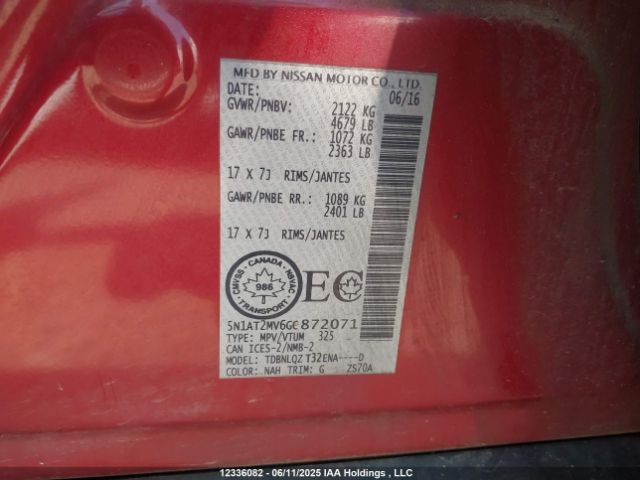 MFD BY NISSAN MOTOR CO., LTD.
DATE: 06/16
GVWR/PNBV: 2122 KG
4679 LB
GAWR/PNBE FR.: 1072 KG
2363 LB
17 X 7J RIMS/JANTES
GAWR/PNBE RR.: 1089 KG
2401 LB
17 X 7J RIMS/JANTES
CMVSS - CANADA - NSVAC
986
TRANSPORT
EC
5N1AT2MV6GC872071
TYPE: MPV/VTUM 325
CAN ICES-2/NMB-2
MODEL: TDBNLQZ T32ENA----D
COLOR: NAH TRIM: G ZS70A
12336082 - 06/11/2025 IAA Holdings , LLC